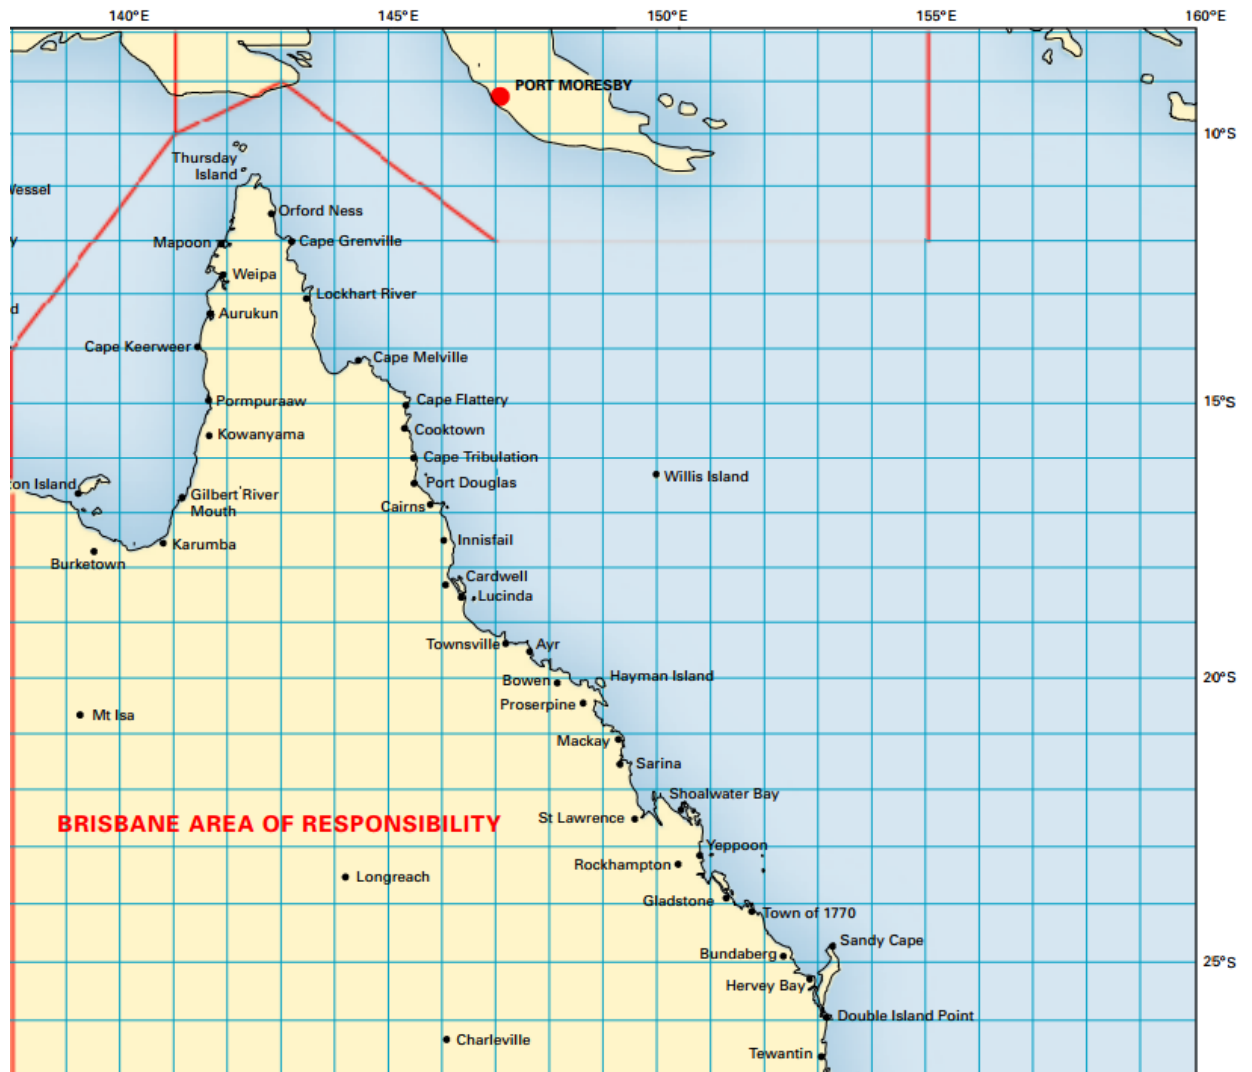 140°E 145°E 150°E 155°E 160°E
PORT MORESBY
10°S
Thursday
Island
Orford Ness
Mapoon
Cape Grenville
Weipa
Lockhart River
Aurukun
Cape Keerweer
Cape Melville
Pormpuraaw
Cape Flattery
15°S
Cooktown
Kowanyama
Cape Tribulation
Willis Island
Port Douglas
on Island
Gilbert River
Mouth
Cairns
Innisfail
Karumba
Burketown
Cardwell
Lucinda
Townsville
Ayr
Hayman Island
20°S
Bowen
Proserpine
Mt Isa
Mackay
Sarina
Shoalwater Bay
St Lawrence
BRISBANE AREA OF RESPONSIBILITY
Yeppoon
Rockhampton
Longreach
Gladstone
Town of 1770
Sandy Cape
Bundaberg
25°S
Hervey Bay
Double Island Point
Charleville
Tewantin